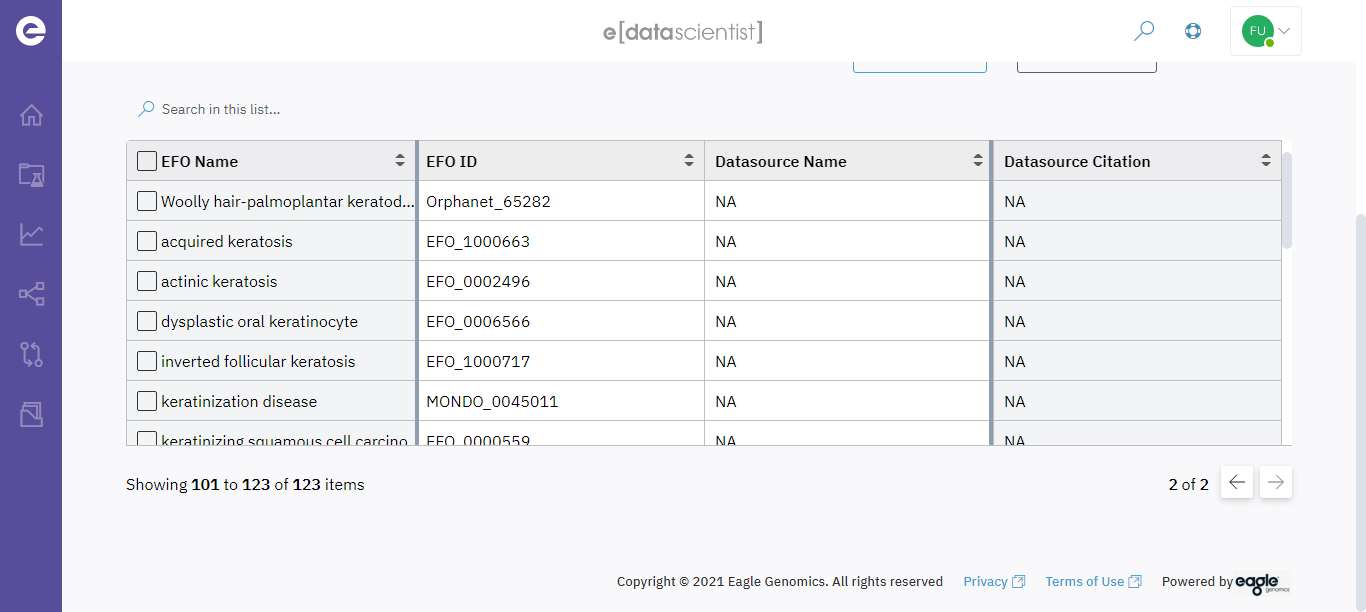 e[datascientist]
FU
Search in this list...
EFO Name EFO ID Datasource Name Datasource Citation
Woolly hair-palmoplantar keratod... Orphanet_65282 NA NA
acquired keratosis EFO_1000663 NA NA
actinic keratosis EFO_0002496 NA NA
dysplastic oral keratinocyte EFO_0006566 NA NA
inverted follicular keratosis EFO_1000717 NA NA
keratinization disease MONDO_0045011 NA NA
keratinizing squamous cell carcino EFO_0000559 NA NA
Showing 101 to 123 of 123 items 2 of 2
Copyright © 2021 Eagle Genomics. All rights reserved Privacy Terms of Use Powered by eagle genomics